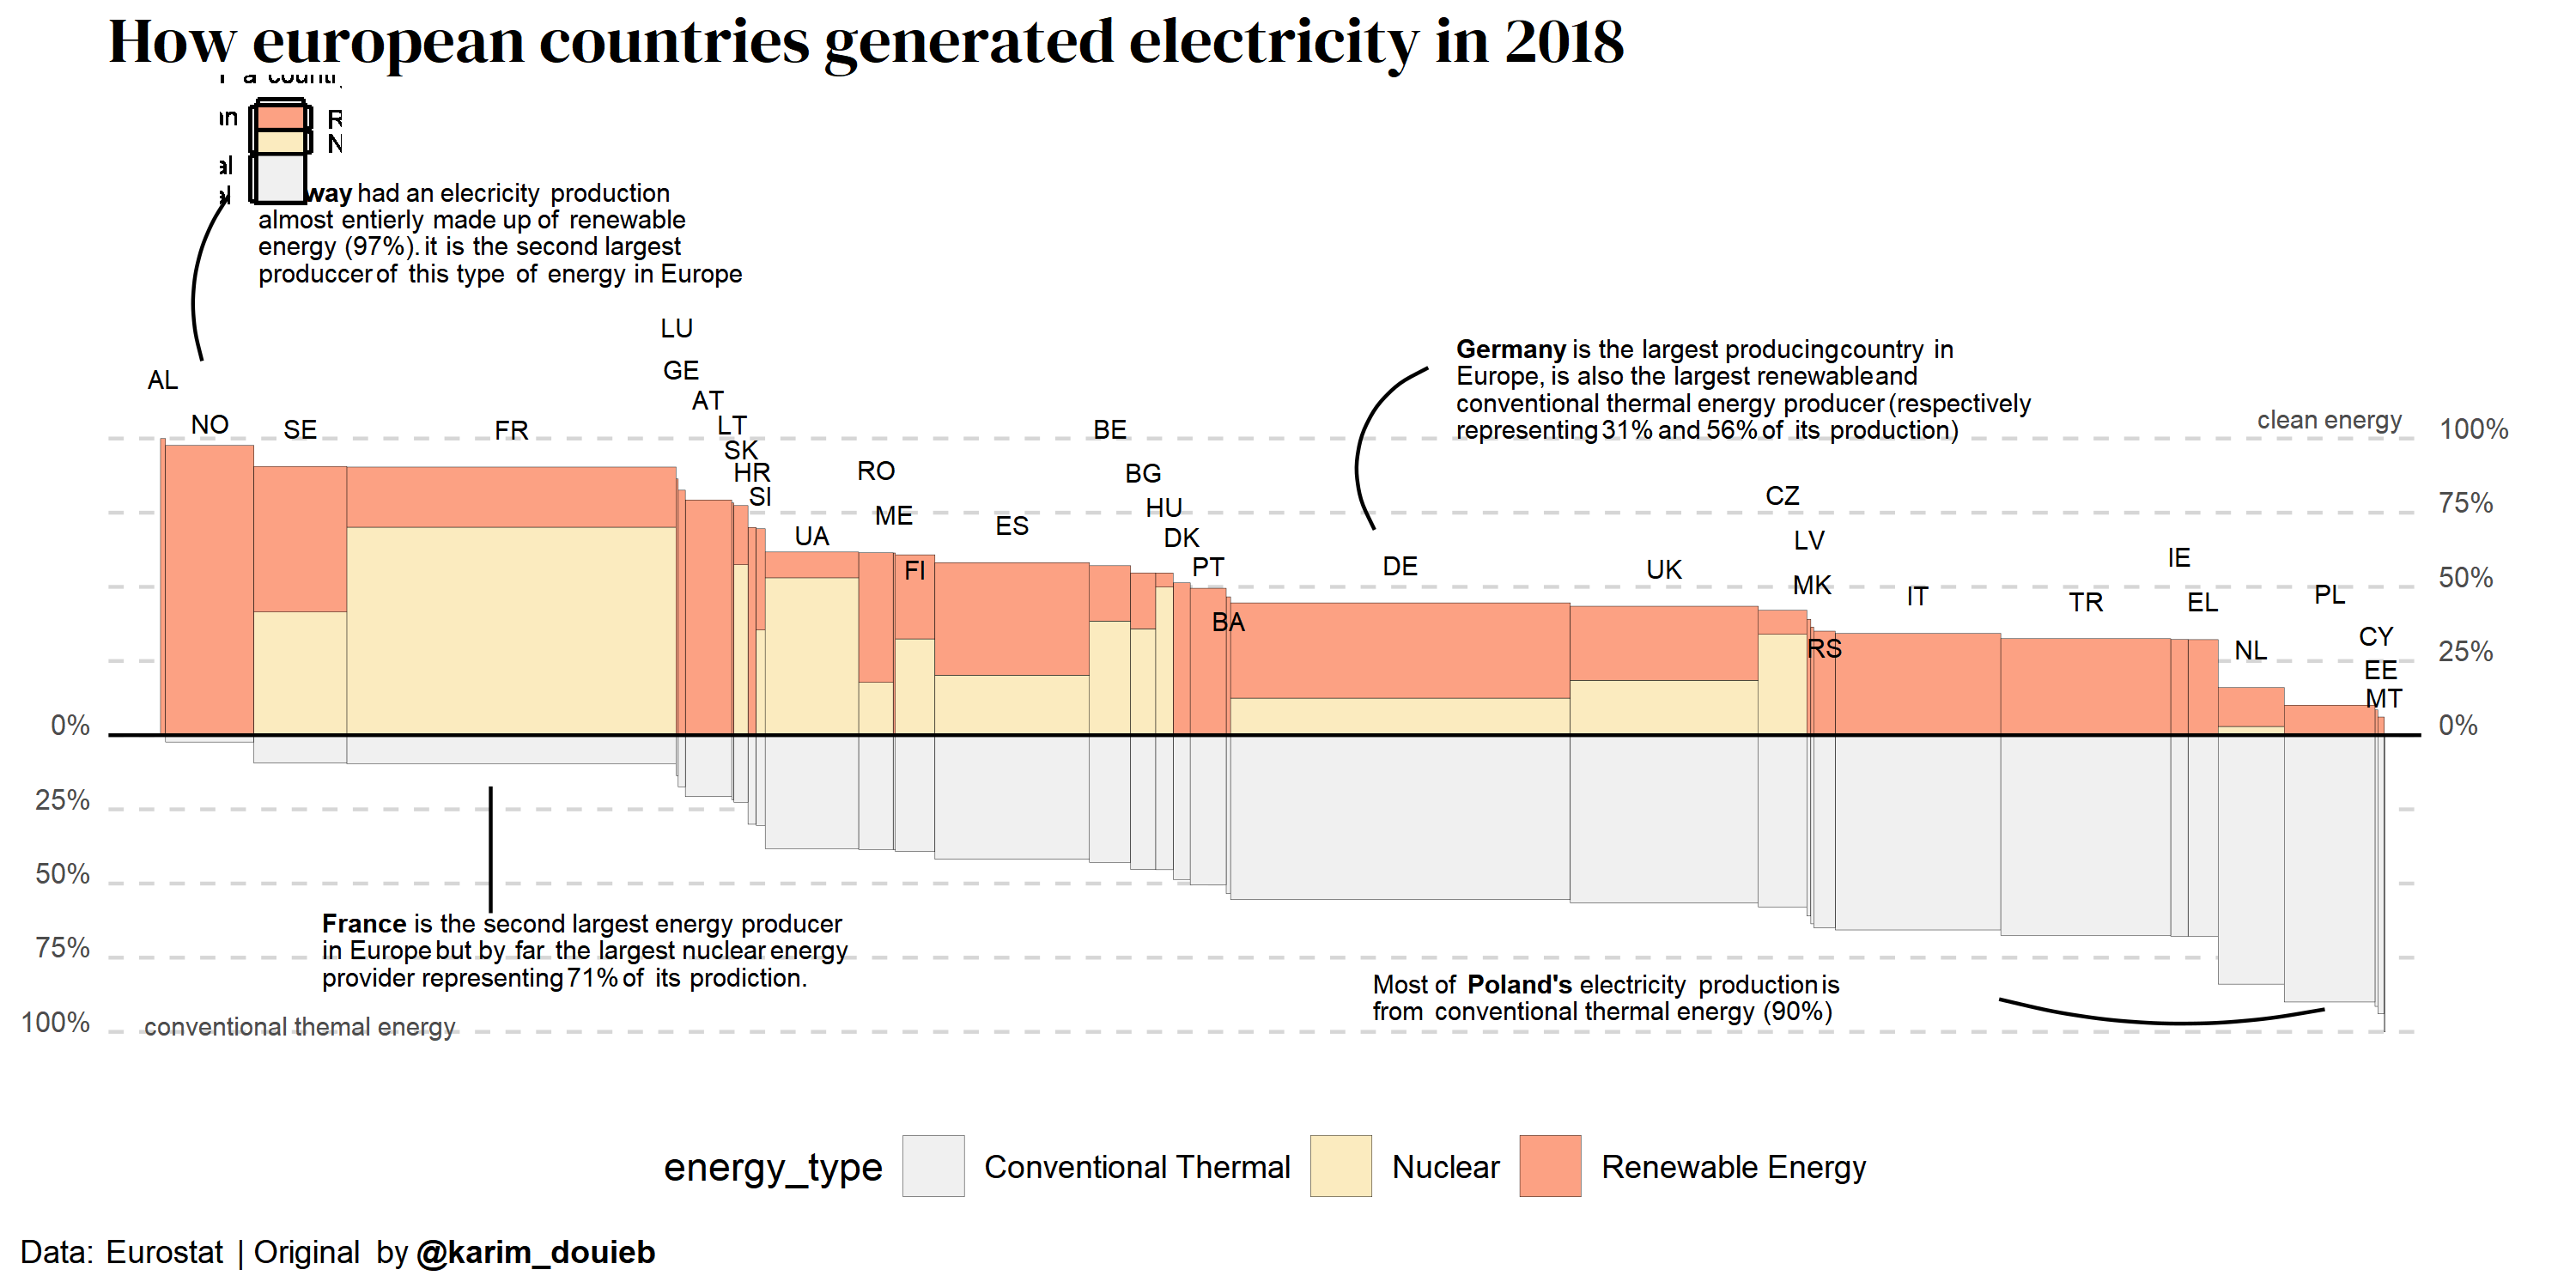 How european countries generated electricity in 2018
a
R
N
way had an elecricity production
almost entierly made up of renewable
energy (97%). it is the second largest
produccer of this type of energy in Europe
LU
GE
AL
AT
NO
SE
FR
LT
SK
HR
SI
UA
RO
ME
FI
ES
BE
BG
HU
DK
PT
BA
Germany is the largest producing country in
Europe, is also the largest renewable and
conventional thermal energy producer (respectively
representing 31% and 56% of its production)
DE
UK
CZ
LV
MK
RS
IT
TR
IE
EL
NL
PL
CY
EE
MT
clean energy
100%
75%
50%
25%
0%
0%
25%
50%
75%
100%
France is the second largest energy producer
in Europe but by far the largest nuclear energy
provider representing 71% of its prodiction.
conventional themal energy
Most of Poland's electricity production is
from conventional thermal energy (90%)
energy_type Conventional Thermal Nuclear Renewable Energy
Data: Eurostat | Original by @karim_douieb